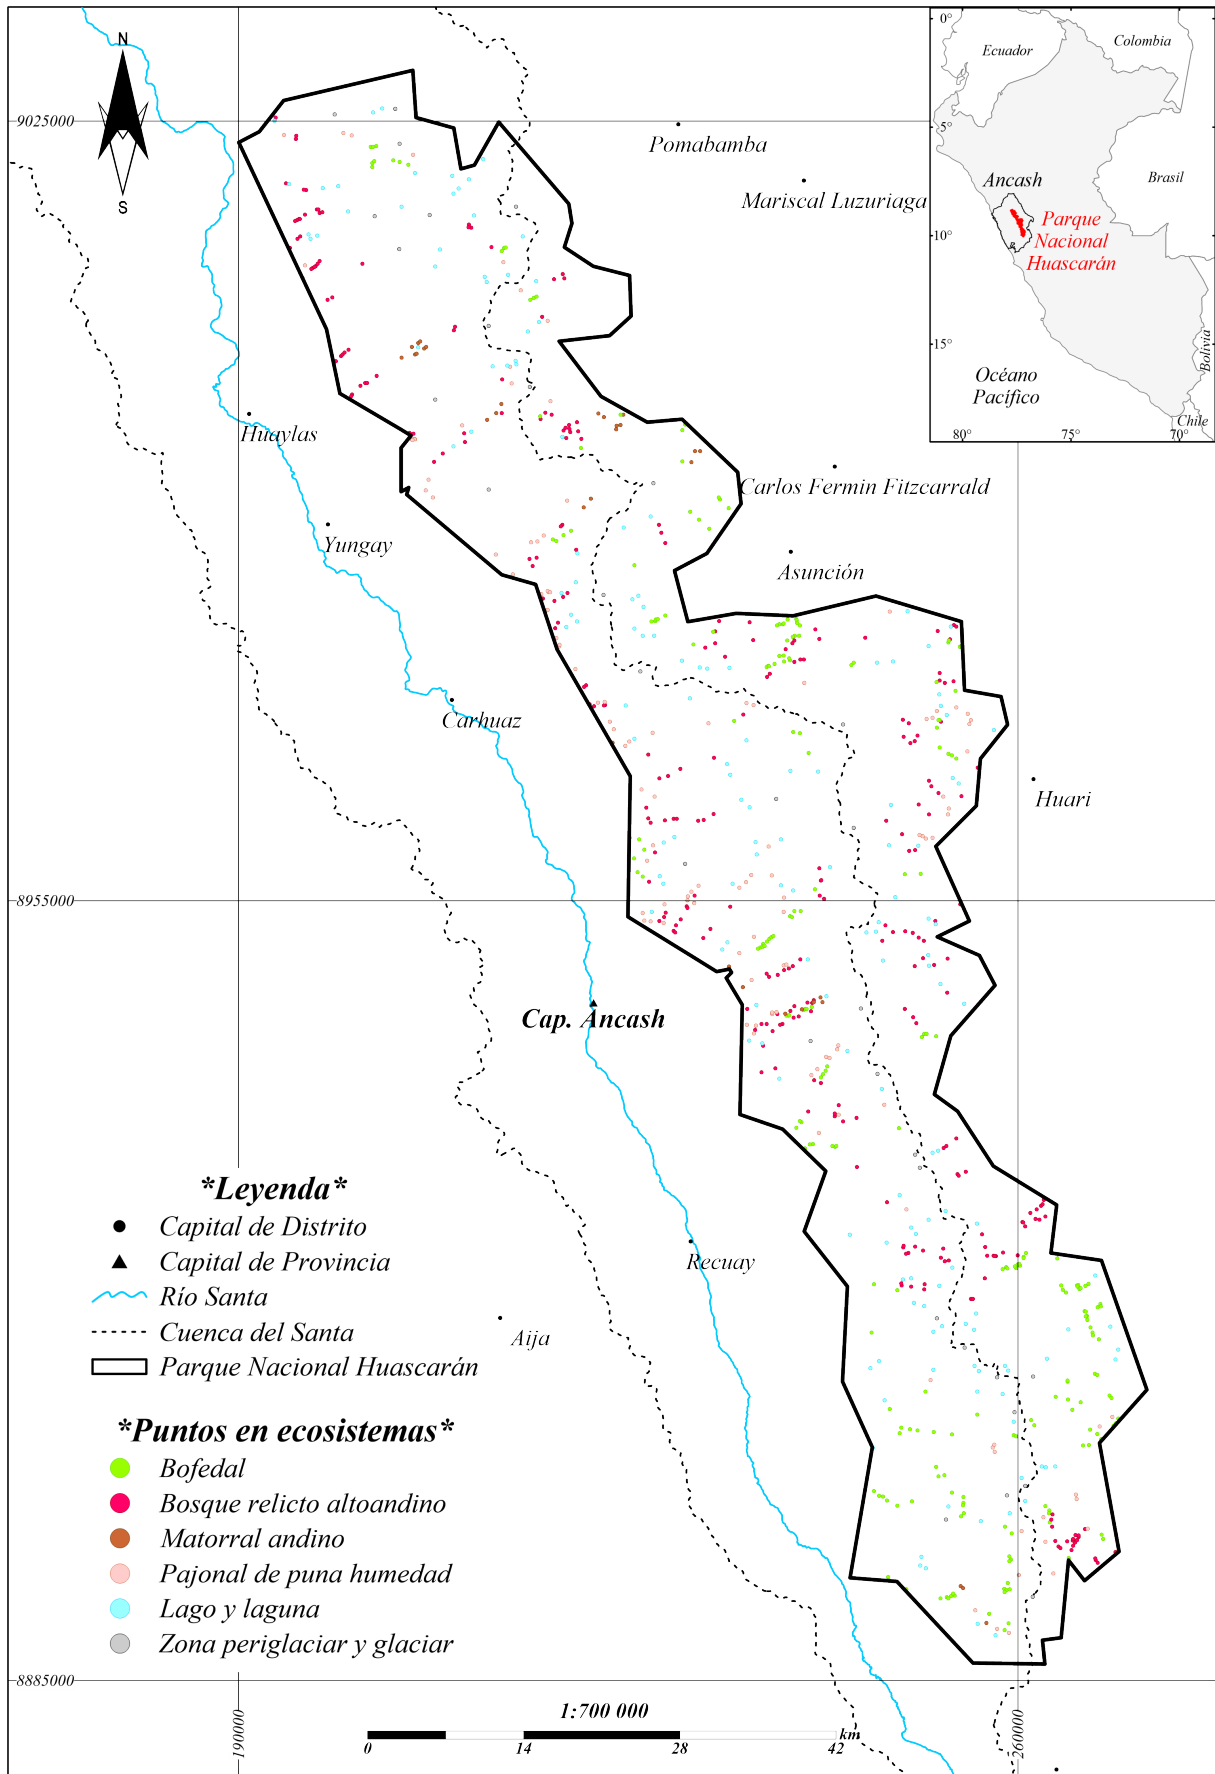 N
S
9025000
8955000
8885000
190000
260000
Pomabamba
Mariscal Luzuriaga
Huaylas
Carlos Fermin Fitzcarrald
Yungay
Asunción
Carhuaz
Huari
Cap. Ancash
Recuay
Aija
0°
5°
10°
15°
80°
75°
70°
Ecuador
Colombia
Brasil
Ancash
Parque
Nacional
Huascarán
Océano
Pacífico
Bolivia
Chile
*Leyenda*
Capital de Distrito
Capital de Provincia
Río Santa
Cuenca del Santa
Parque Nacional Huascarán
*Puntos en ecosistemas*
Bofedal
Bosque relicto altoandino
Matorral andino
Pajonal de puna humedad
Lago y laguna
Zona periglaciar y glaciar
1:700 000
0 14 28 42 km